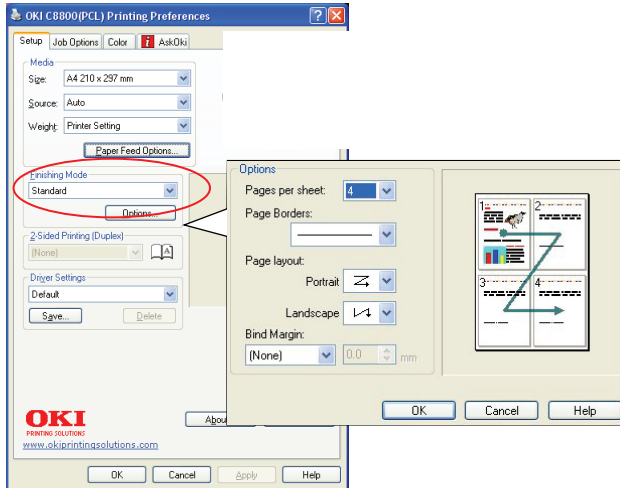 OKI C8800(PCL) Printing Preferences
Setup Job Options Color i AskOki
Media
Size: A4 210 x 297 mm
Source: Auto
Weight: Printer Setting
Paper Feed Options...
Finishing Mode
Standard
Options...
2-Sided Printing (Duplex)
(None) A
Driver Settings
Default
Save... Delete
OKI
PRINTING SOLUTIONS
www.okiprintingsolutions.com
OK Cancel Apply Help
Options
Pages per sheet: 4
Page Borders:
Page layout:
Portrait
Landscape
Bind Margin:
(None) 0.0 mm
1 2
3 4
OK Cancel Help